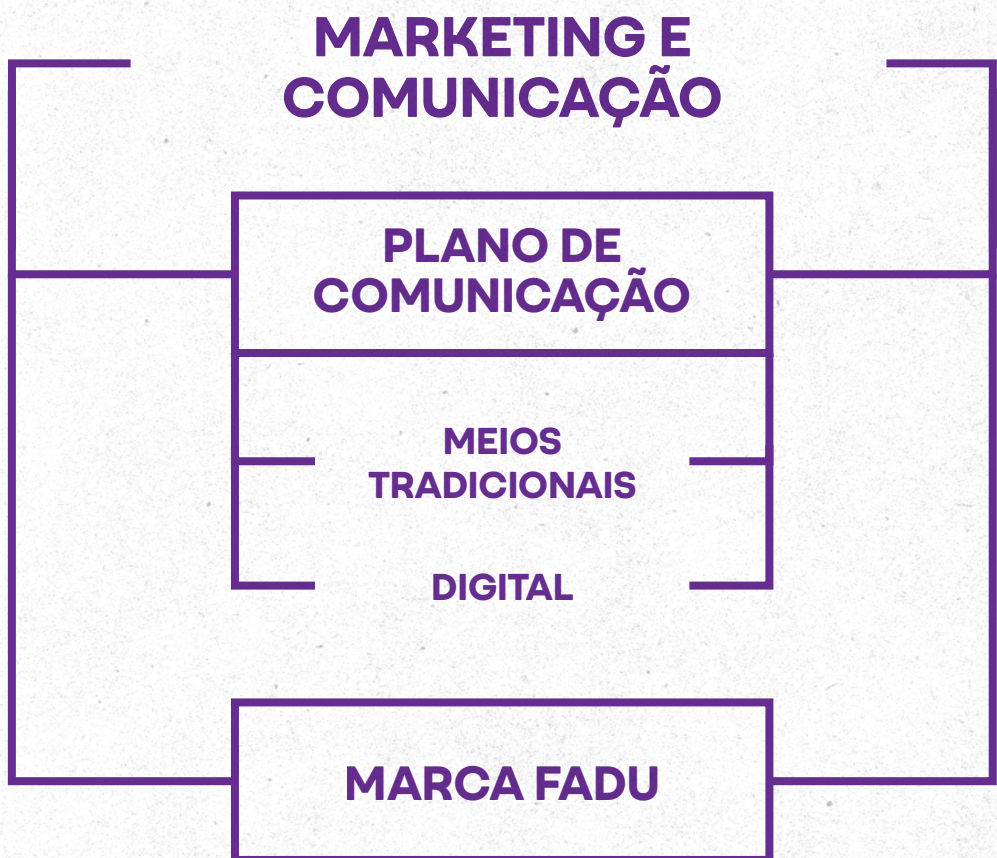 MARKETING E
COMUNICAÇÃO
PLANO DE
COMUNICAÇÃO
MEIOS
TRADICIONAIS
DIGITAL
MARCA FADU